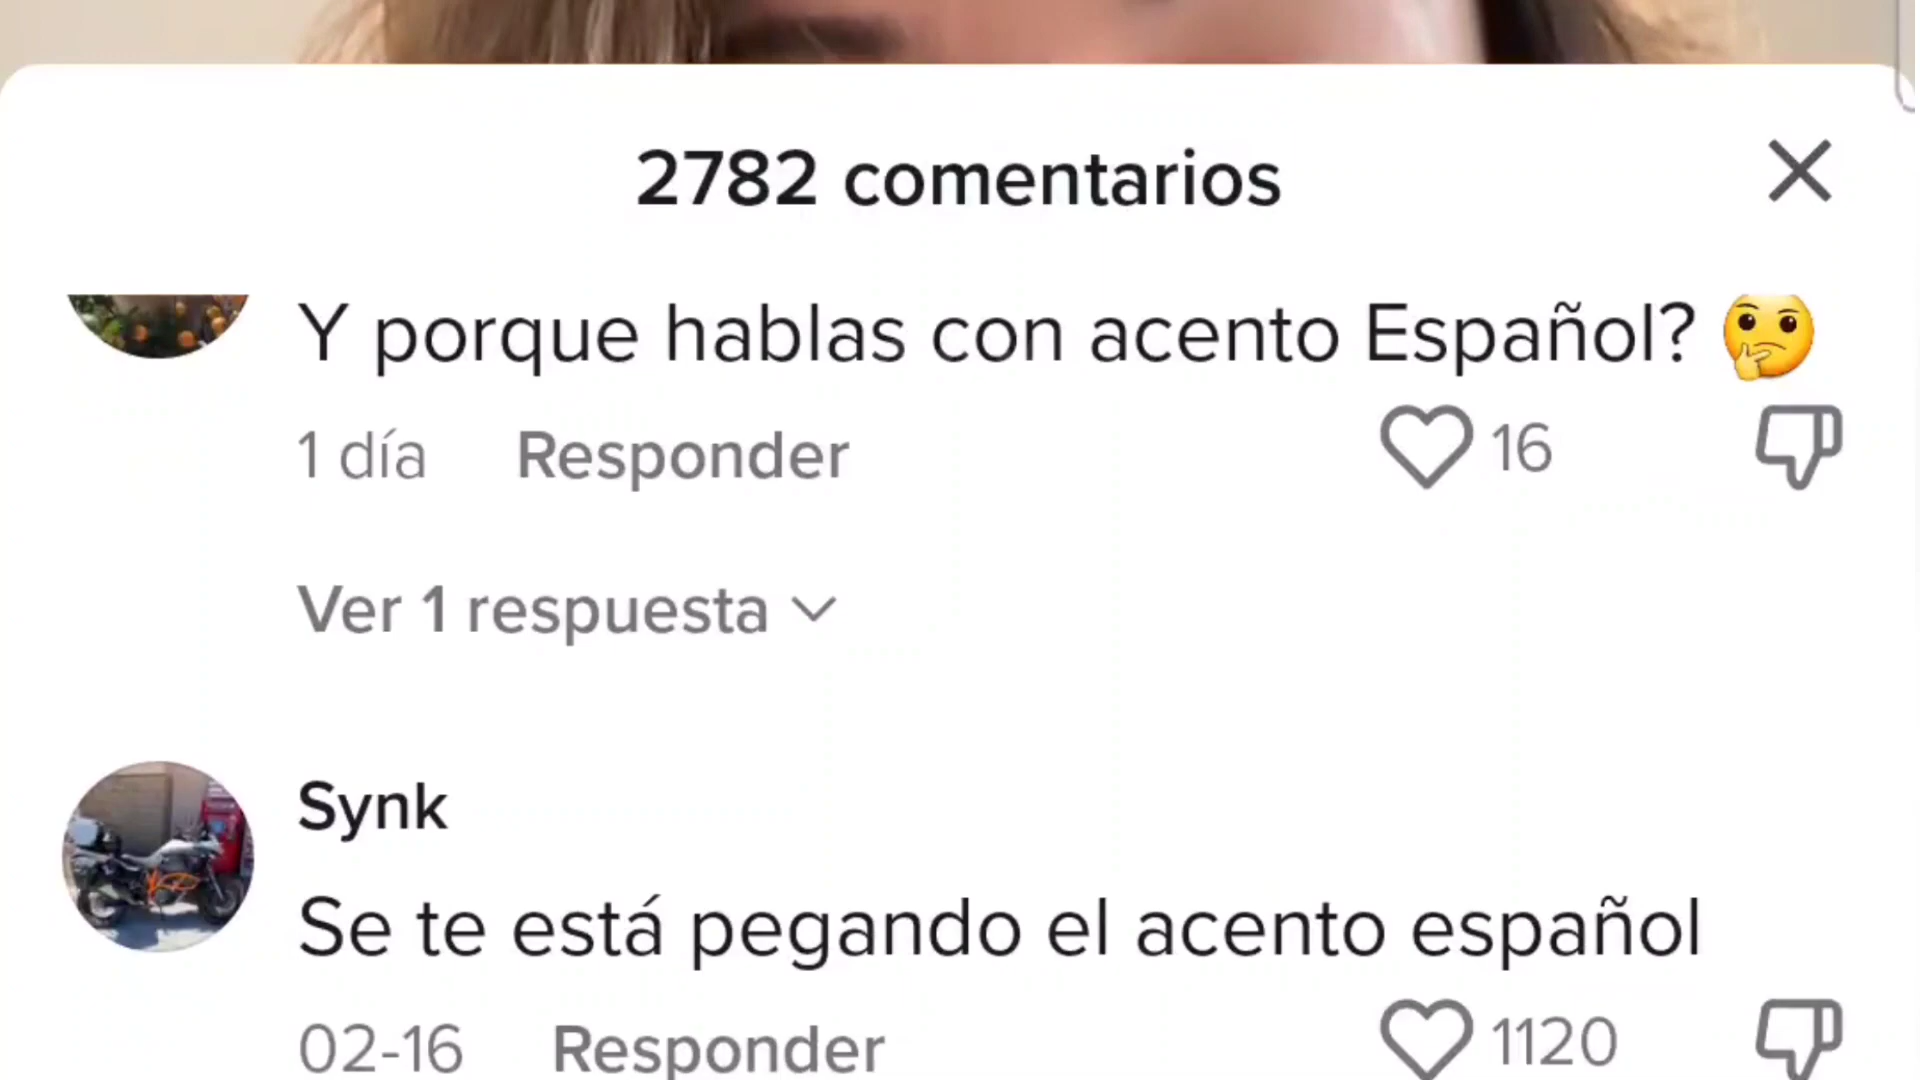 2782 comentarios
Y porque hablas con acento Español? 🤔
1 día Responder 16
Ver 1 respuesta
Synk
Se te está pegando el acento español
02-16 Responder 1120